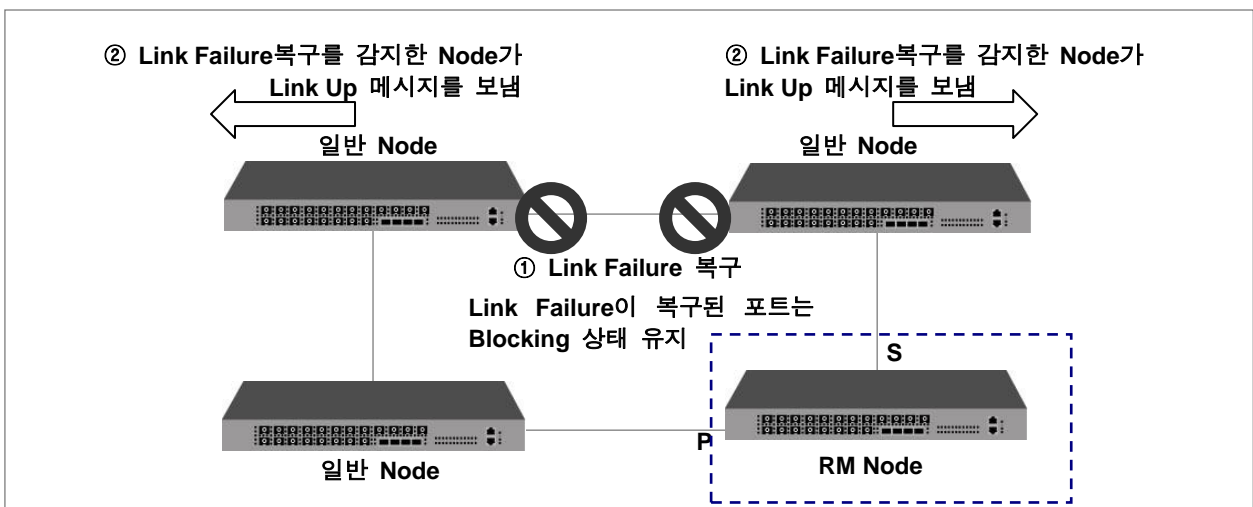 ② Link Failure복구를 감지한 Node가
Link Up 메시지를 보냄
② Link Failure복구를 감지한 Node가
Link Up 메시지를 보냄
일반 Node
일반 Node
① Link Failure 복구
Link Failure이 복구된 포트는
Blocking 상태 유지
S
P
일반 Node
RM Node